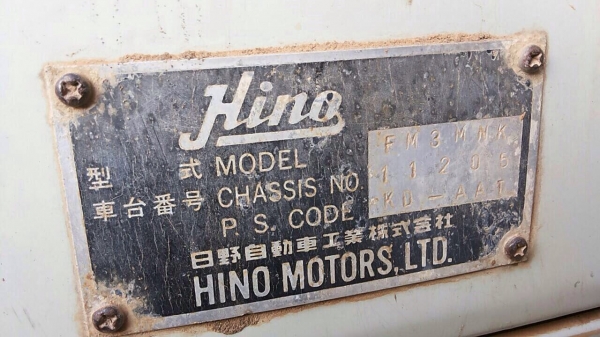 Hino
型 式 MODEL FM3MNK
車台番号 CHASSIS NO. 11205
P. S. CODE KU-AAT
日野自動車工業株式会社
HINO MOTORS, LTD.